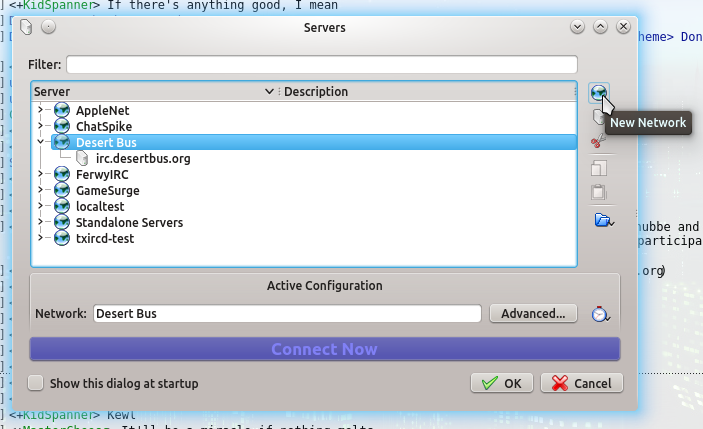 ] <+KidSpanner> If there's anything good, I mean
Servers
heme> Don
Filter:
Server
Description
AppleNet
ChatSpike
New Network
Desert Bus
irc.desertbus.org
FerwyIRC
GameSurge
localtest
Standalone Servers
nubbe and
txircd-test
participa
.org)
Active Configuration
Network: Desert Bus Advanced...
Connect Now
Show this dialog at startup
OK
Cancel
] <+KidSpanner> Kewl